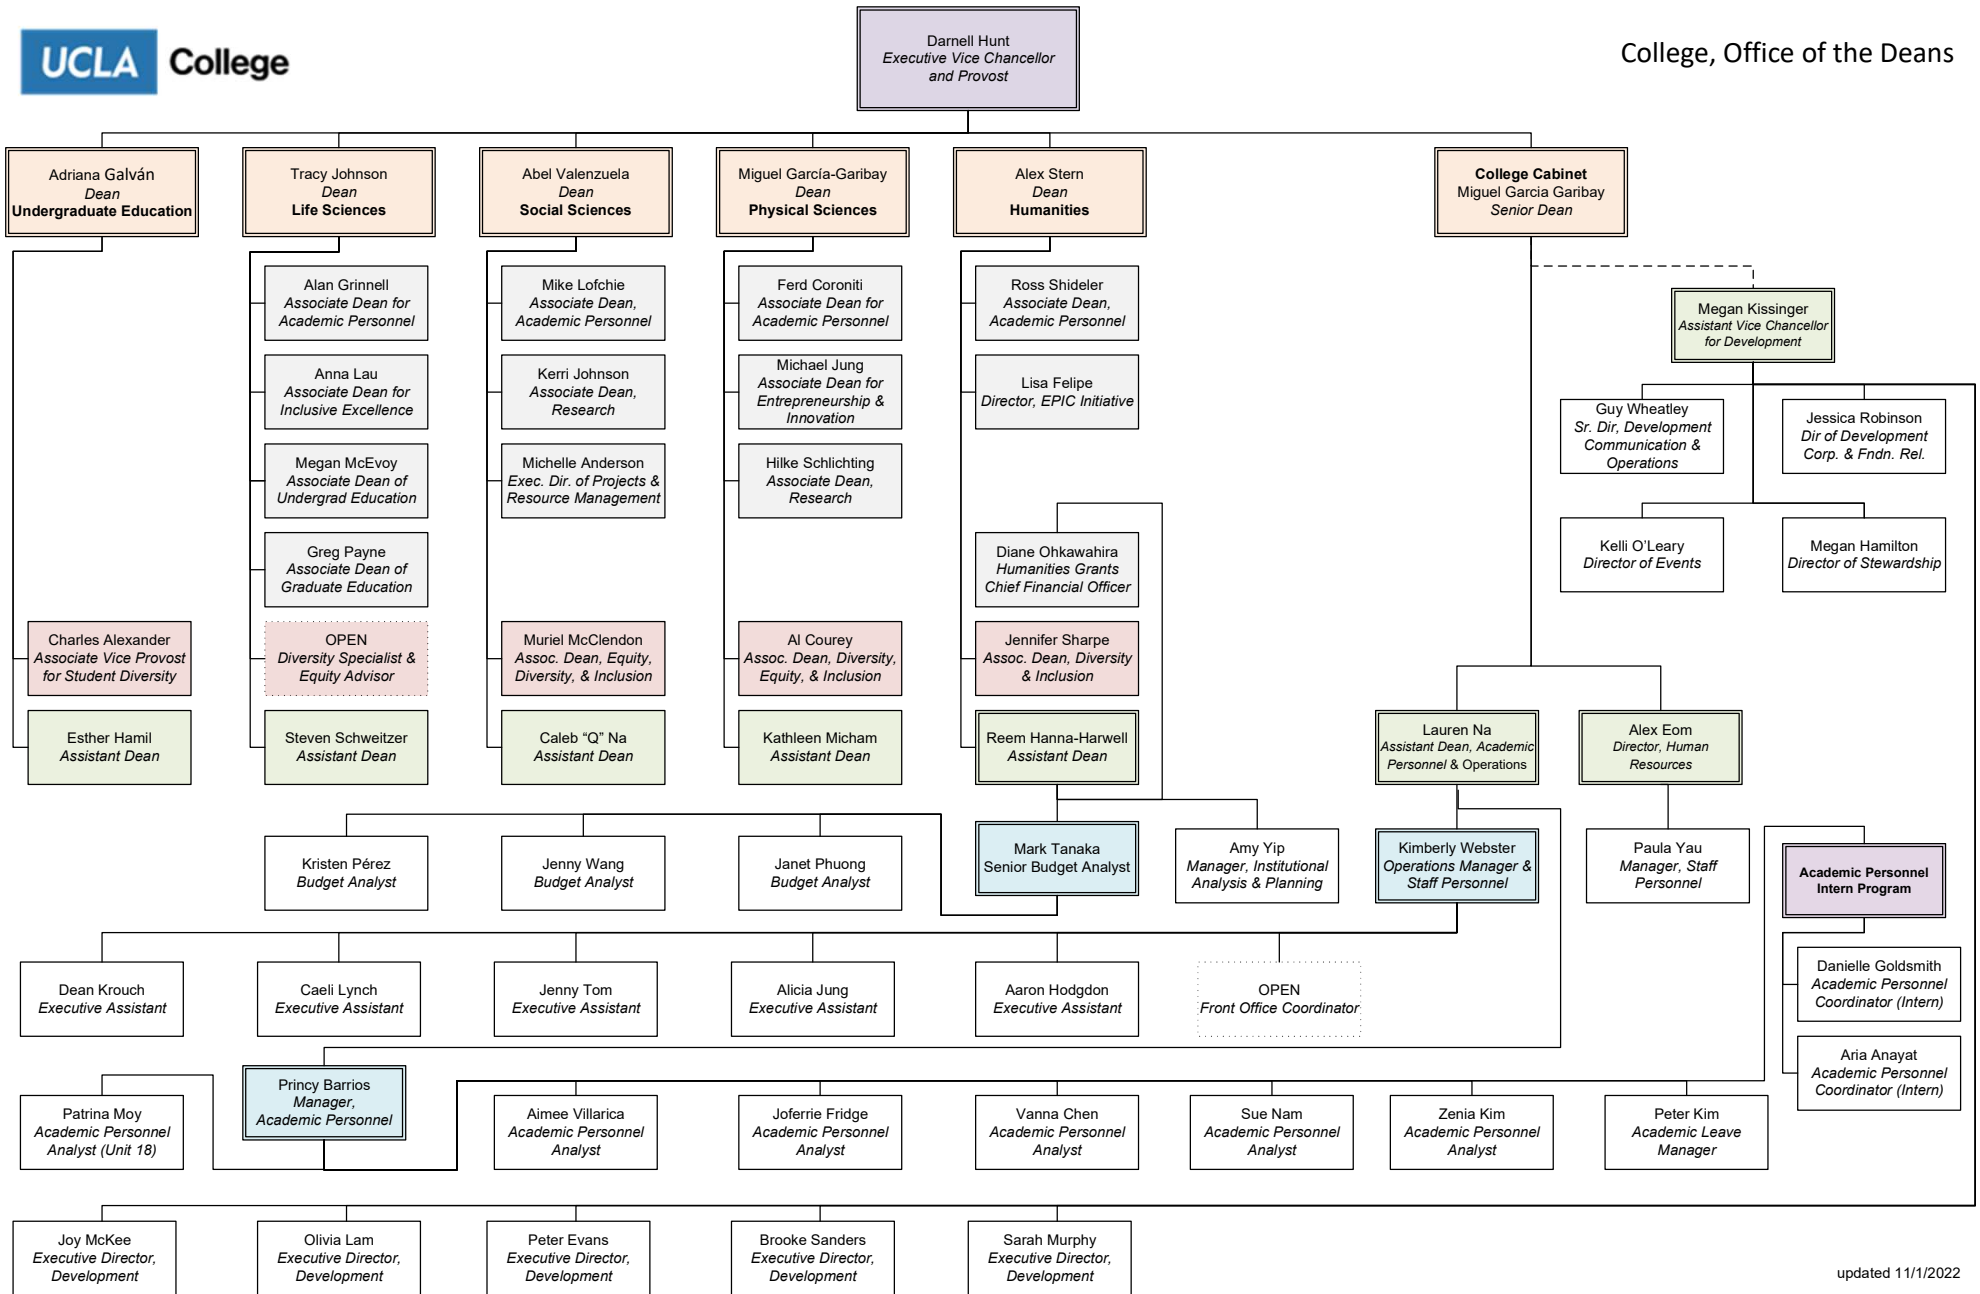 UCLA College
College, Office of the Deans
Darnell Hunt
Executive Vice Chancellor
and Provost
Adriana Galván
Dean
Undergraduate Education
Tracy Johnson
Dean
Life Sciences
Abel Valenzuela
Dean
Social Sciences
Miguel García-Garibay
Dean
Physical Sciences
Alex Stern
Dean
Humanities
College Cabinet
Miguel Garcia Garibay
Senior Dean
Alan Grinnell
Associate Dean for
Academic Personnel
Mike Lofchie
Associate Dean,
Academic Personnel
Ferd Coroniti
Associate Dean for
Academic Personnel
Ross Shideler
Associate Dean,
Academic Personnel
Megan Kissinger
Assistant Vice Chancellor
for Development
Anna Lau
Associate Dean for
Inclusive Excellence
Kerri Johnson
Associate Dean,
Research
Michael Jung
Associate Dean for
Entrepreneurship &
Innovation
Lisa Felipe
Director, EPIC Initiative
Guy Wheatley
Sr. Dir, Development
Communication &
Operations
Jessica Robinson
Dir of Development
Corp. & Fndn. Rel.
Megan McEvoy
Associate Dean of
Undergrad Education
Michelle Anderson
Exec. Dir. of Projects &
Resource Management
Hilke Schlichting
Associate Dean,
Research
Greg Payne
Associate Dean of
Graduate Education
Diane Ohkawahira
Humanities Grants
Chief Financial Officer
Kelli O’Leary
Director of Events
Megan Hamilton
Director of Stewardship
Charles Alexander
Associate Vice Provost
for Student Diversity
OPEN
Diversity Specialist &
Equity Advisor
Muriel McClendon
Assoc. Dean, Equity,
Diversity, & Inclusion
Al Courey
Assoc. Dean, Diversity,
Equity, & Inclusion
Jennifer Sharpe
Assoc. Dean, Diversity
& Inclusion
Esther Hamil
Assistant Dean
Steven Schweitzer
Assistant Dean
Caleb “Q” Na
Assistant Dean
Kathleen Micham
Assistant Dean
Reem Hanna-Harwell
Assistant Dean
Lauren Na
Assistant Dean, Academic
Personnel & Operations
Alex Eom
Director, Human
Resources
Kristen Pérez
Budget Analyst
Jenny Wang
Budget Analyst
Janet Phuong
Budget Analyst
Mark Tanaka
Senior Budget Analyst
Amy Yip
Manager, Institutional
Analysis & Planning
Kimberly Webster
Operations Manager &
Staff Personnel
Paula Yau
Manager, Staff
Personnel
Academic Personnel
Intern Program
Dean Krouch
Executive Assistant
Caeli Lynch
Executive Assistant
Jenny Tom
Executive Assistant
Alicia Jung
Executive Assistant
Aaron Hodgdon
Executive Assistant
OPEN
Front Office Coordinator
Danielle Goldsmith
Academic Personnel
Coordinator (Intern)
Aria Anayat
Academic Personnel
Coordinator (Intern)
Patrina Moy
Academic Personnel
Analyst (Unit 18)
Princy Barrios
Manager,
Academic Personnel
Aimee Villarica
Academic Personnel
Analyst
Joferrie Fridge
Academic Personnel
Analyst
Vanna Chen
Academic Personnel
Analyst
Sue Nam
Academic Personnel
Analyst
Zenia Kim
Academic Personnel
Analyst
Peter Kim
Academic Leave
Manager
Joy McKee
Executive Director,
Development
Olivia Lam
Executive Director,
Development
Peter Evans
Executive Director,
Development
Brooke Sanders
Executive Director,
Development
Sarah Murphy
Executive Director,
Development
updated 11/1/2022